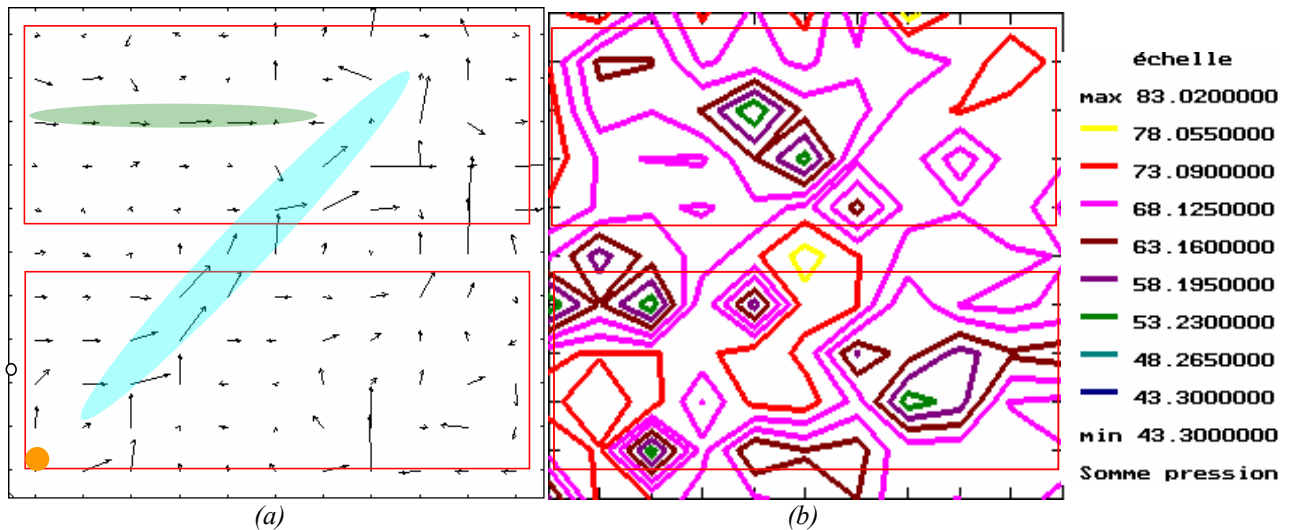 échelle
max 83.0200000
78.0550000
73.0900000
68.1250000
63.1600000
58.1950000
53.2300000
48.2650000
43.3000000
min 43.3000000
Somme pression
(a)
(b)